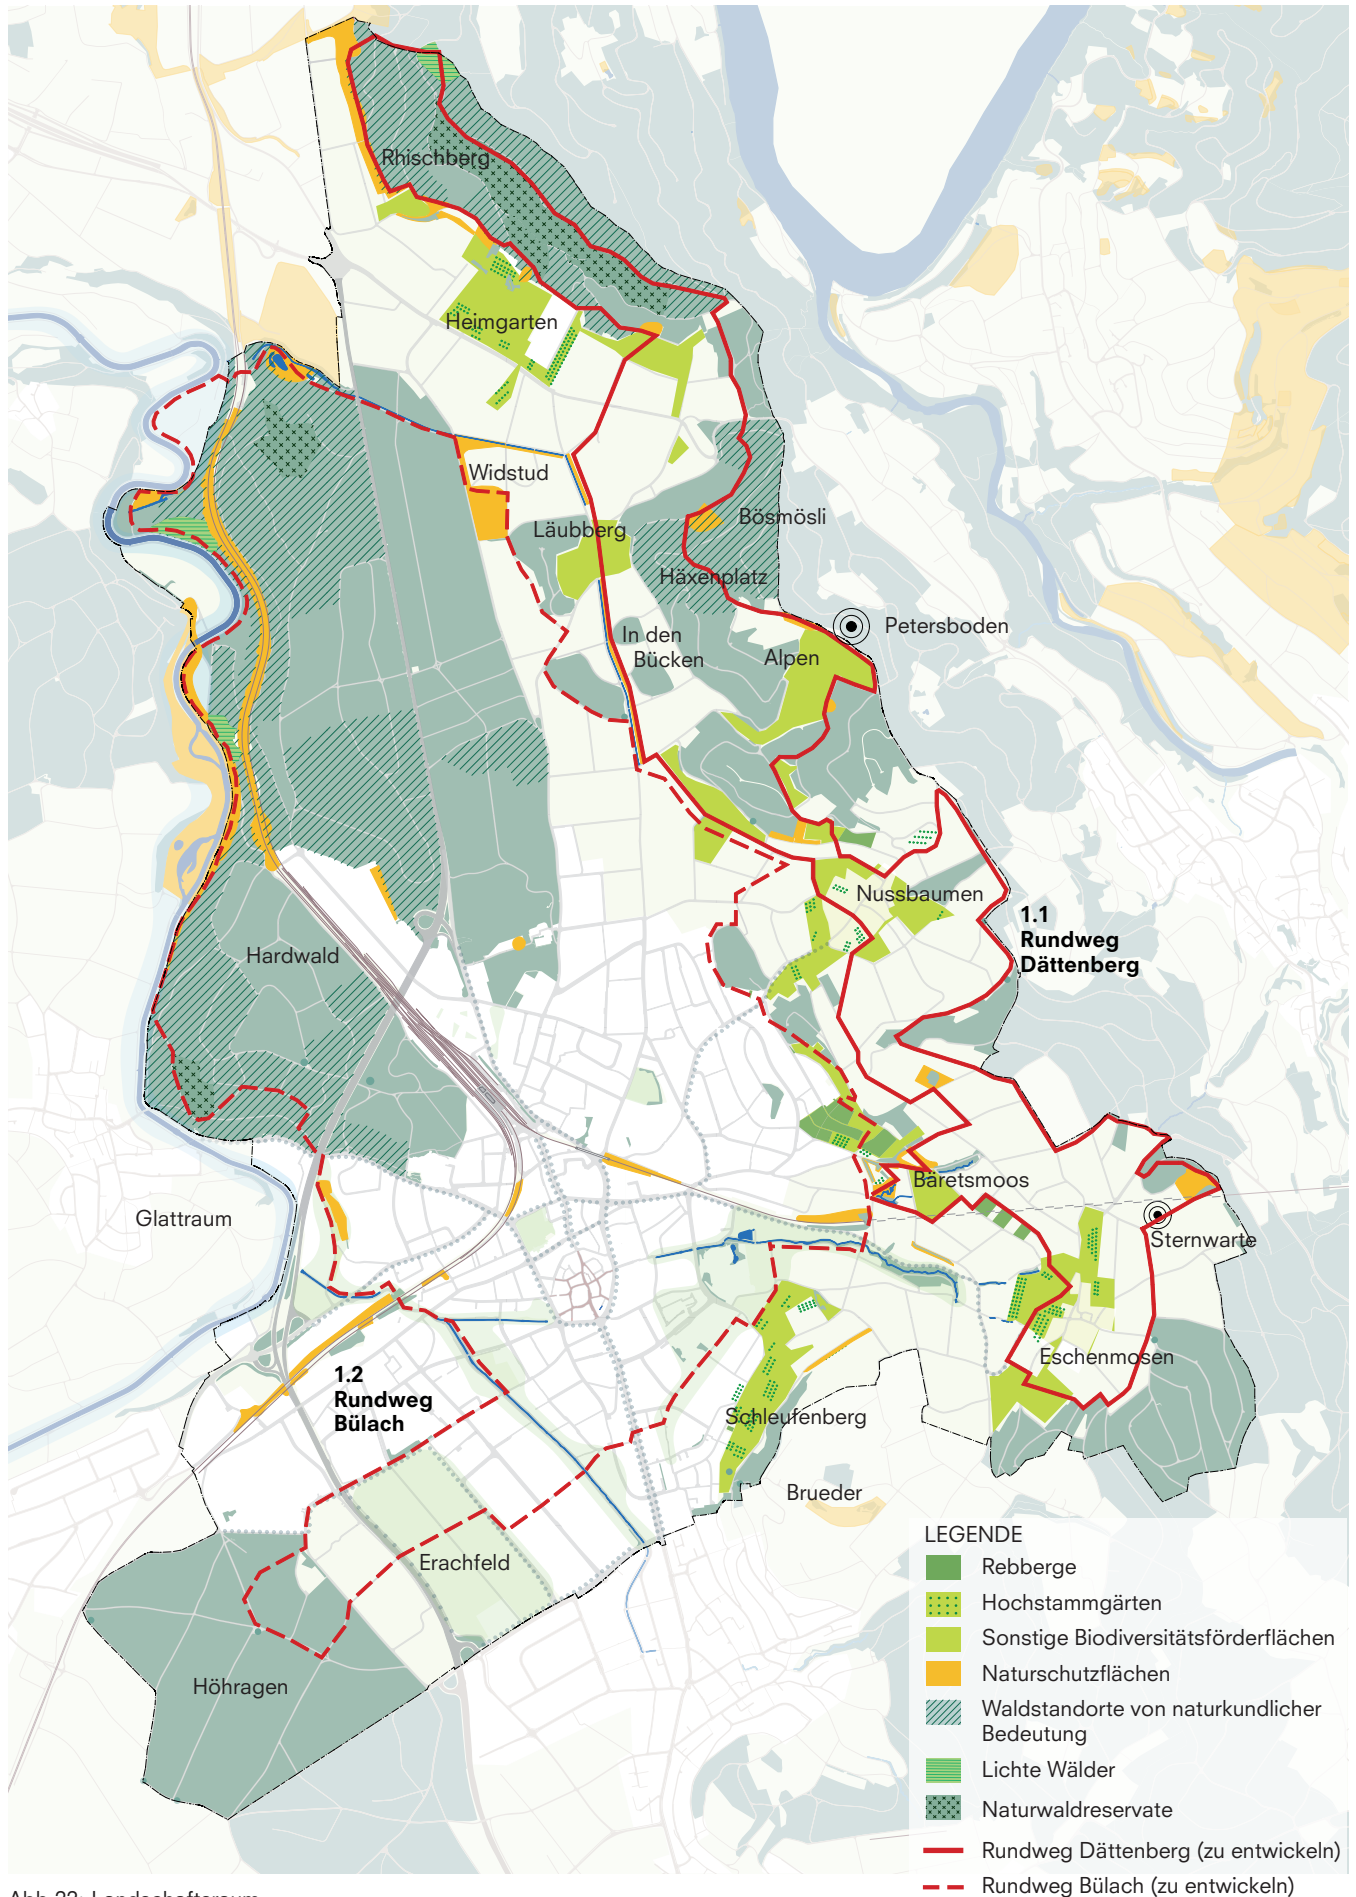 Rhischberg
Heimgarten
Widstud
Läubberg
Bösmösli
Häxenplatz
Petersboden
In den
Bücken
Alpen
Nussbaumen
1.1
Rundweg
Dättenberg
Hardwald
Bäretsmoos
Glattraum
Sternwarte
Eschenmosen
1.2
Rundweg
Bülach
Schleufenberg
Brueder
Erachfeld
Höhragen
LEGENDE
Rebberge
Hochstammgärten
Sonstige Biodiversitätsförderflächen
Naturschutzflächen
Waldstandorte von naturkundlicher
Bedeutung
Lichte Wälder
Naturwaldreservate
Rundweg Dättenberg (zu entwickeln)
Rundweg Bülach (zu entwickeln)